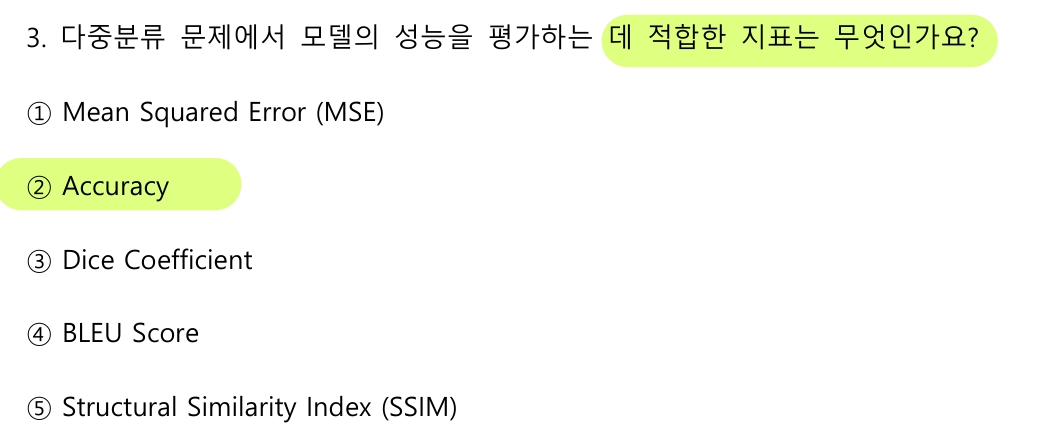 3. 다중분류 문제에서 모델의 성능을 평가하는 데 적합한 지표는 무엇인가요?
① Mean Squared Error (MSE)
② Accuracy
③ Dice Coefficient
④ BLEU Score
⑤ Structural Similarity Index (SSIM)